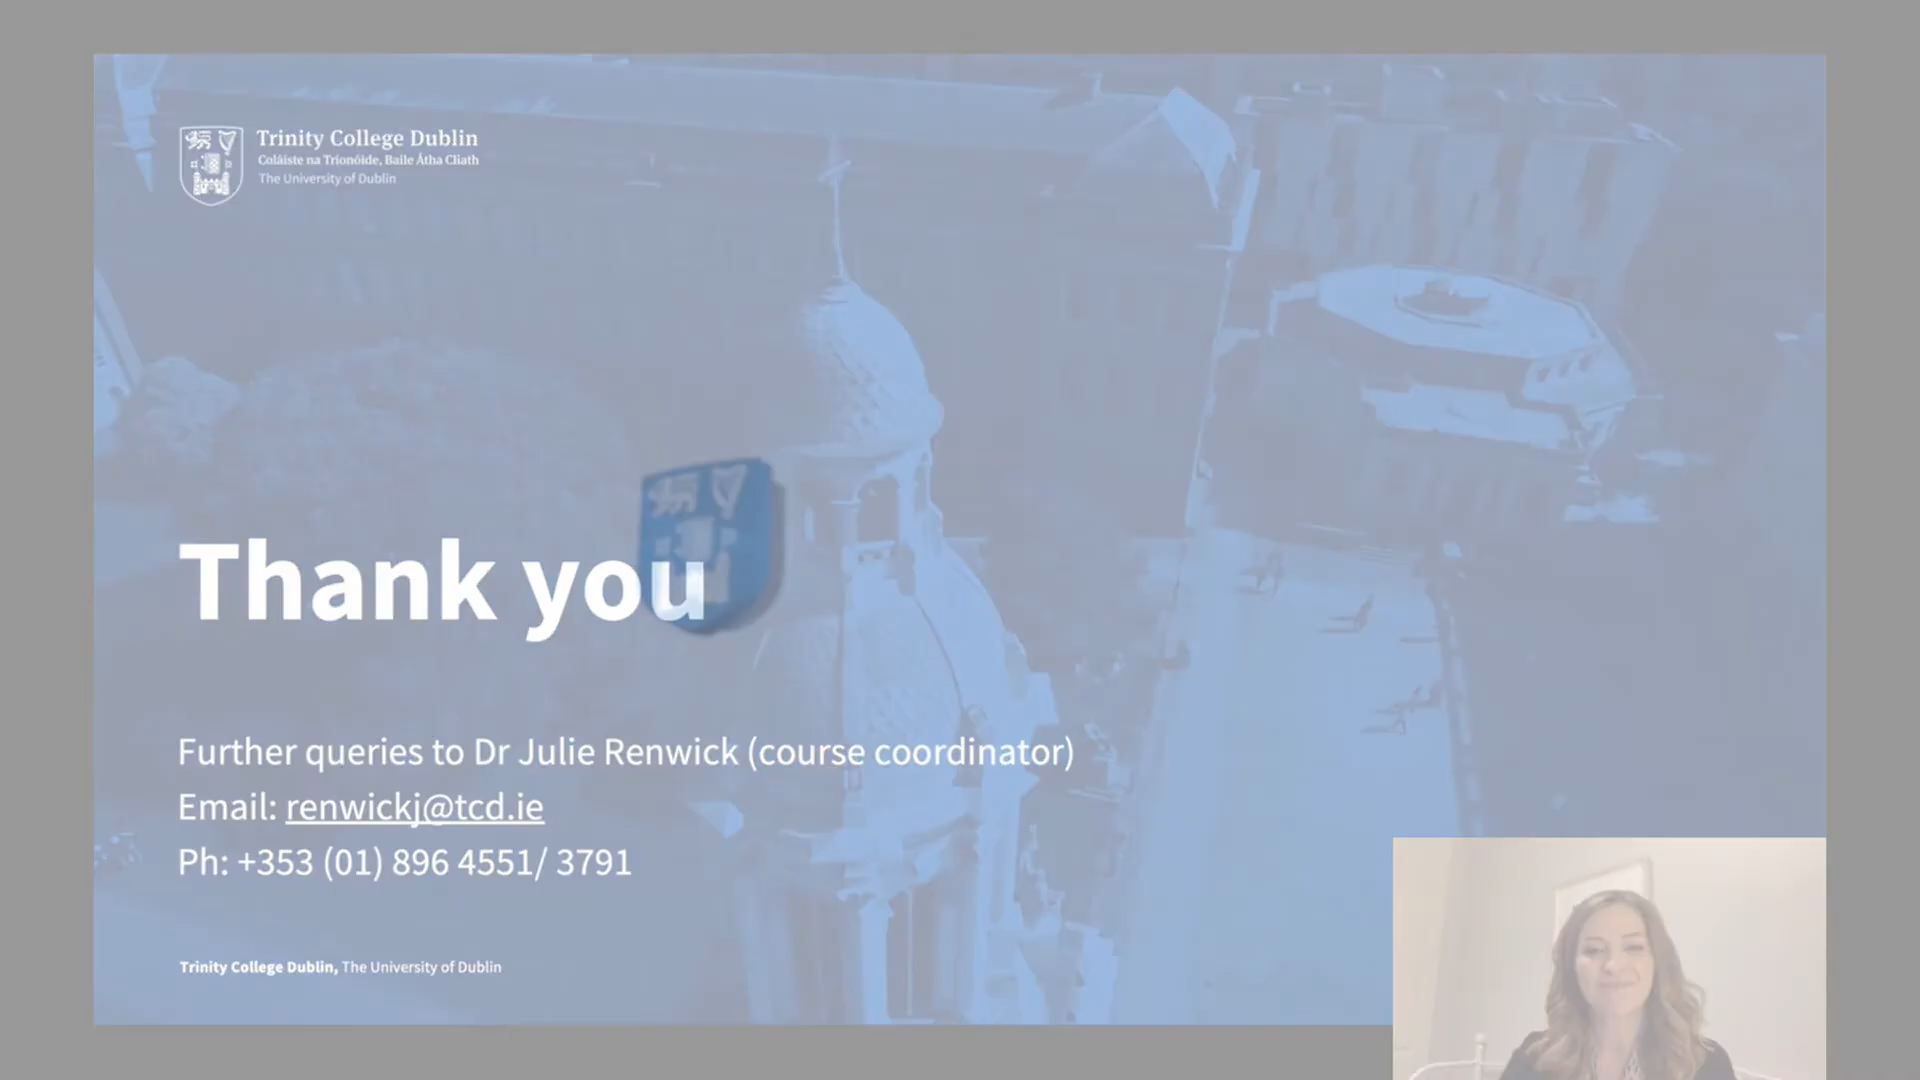 Trinity College Dublin
Coláiste na Tríonóide, Baile Átha Cliath
The University of Dublin
Thank you
Further queries to Dr Julie Renwick (course coordinator)
Email: renwickj@tcd.ie
Ph: +353 (01) 896 4551/ 3791
Trinity College Dublin, The University of Dublin